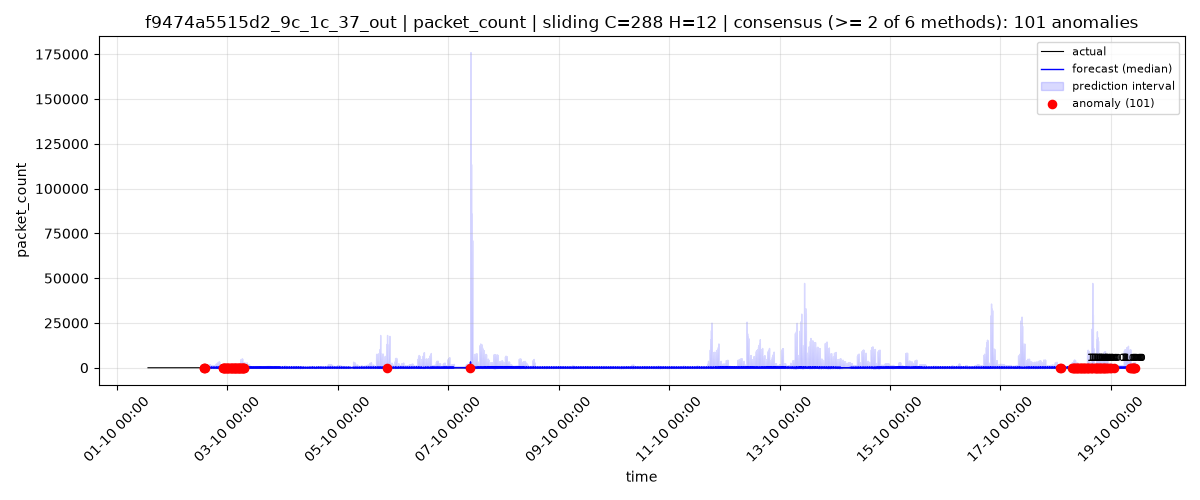 f9474a5515d2_9c_1c_37_out | packet_count | sliding C=288 H=12 | consensus (>= 2 of 6 methods): 101 anomalies
actual
forecast (median)
prediction interval
anomaly (101)
packet_count
175000
150000
125000
100000
75000
50000
25000
0
01-10 00:00
03-10 00:00
05-10 00:00
07-10 00:00
09-10 00:00
11-10 00:00
13-10 00:00
15-10 00:00
17-10 00:00
19-10 00:00
time